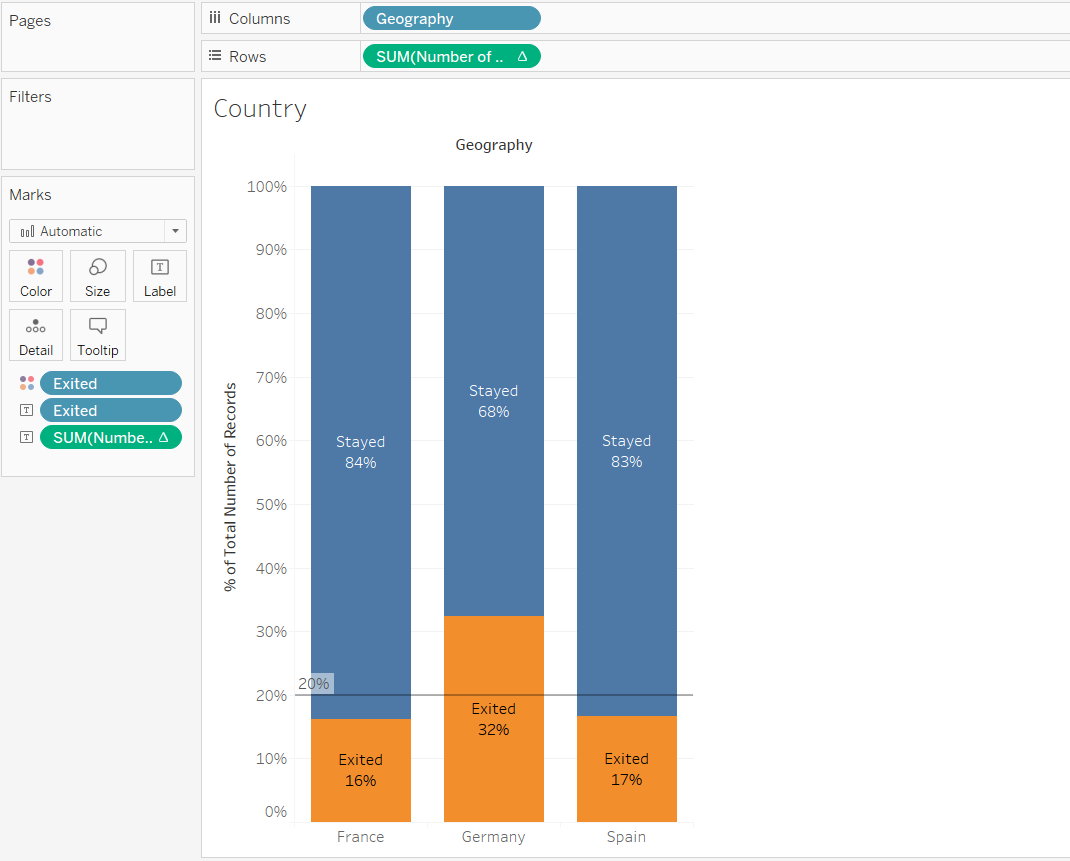 Pages
Columns
Geography
Rows
SUM(Number of .. Δ
Filters
Marks
Automatic
Color
Size
T
Label
Detail
Tooltip
Exited
T
Exited
T
SUM(Numbe.. Δ
Country
Geography
% of Total Number of Records
100%
90%
80%
70%
60%
50%
40%
30%
20%
10%
0%
Stayed
84%
Stayed
68%
Stayed
83%
20%
Exited
16%
Exited
32%
Exited
17%
France
Germany
Spain